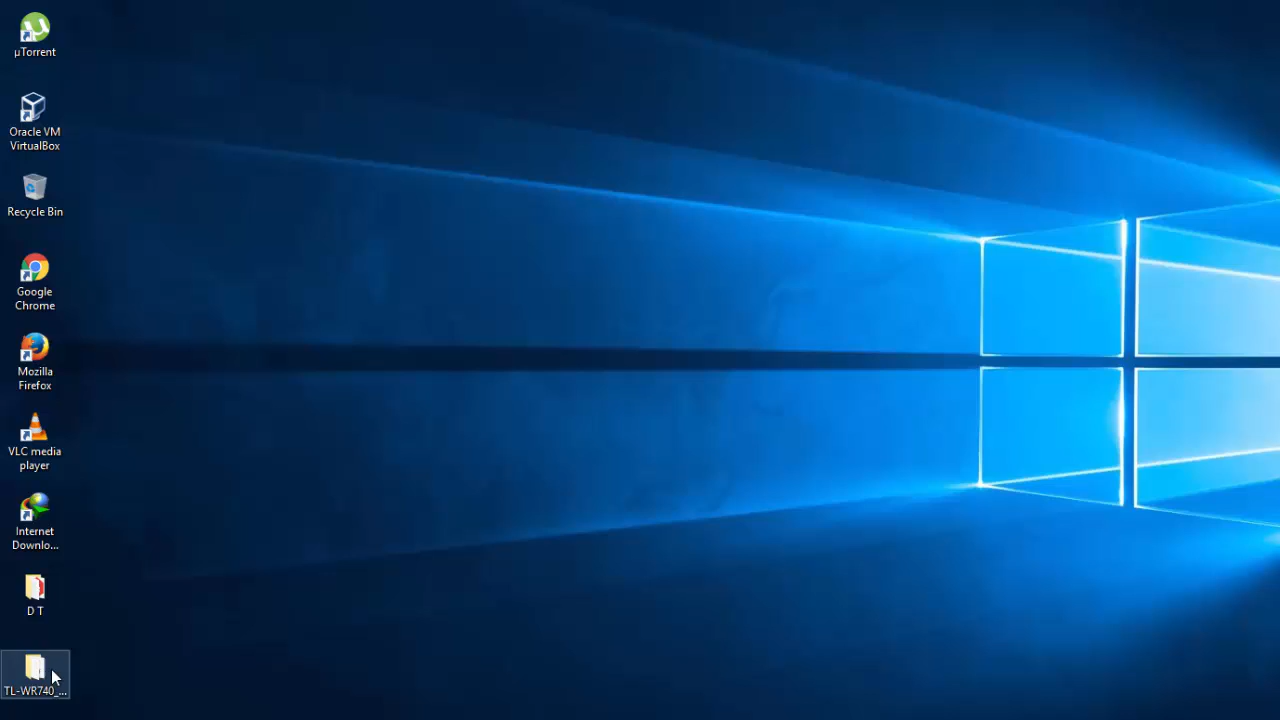 µTorrent
Oracle VM
VirtualBox
Recycle Bin
Google
Chrome
Mozilla
Firefox
VLC media
player
Internet
Downlo...
D T
TL-WR740_...